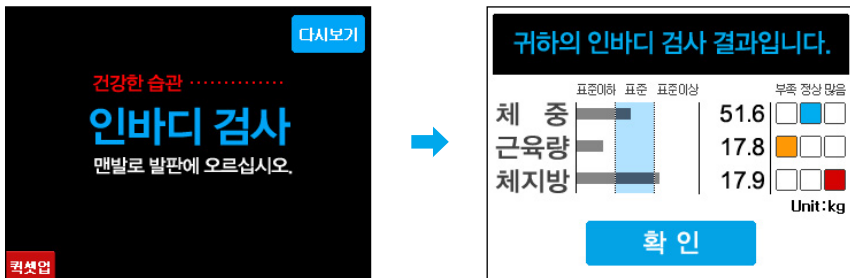 다시보기
건강한 습관 ··············
인바디 검사
맨발로 발판에 오르십시오.
퀵셋업
귀하의 인바디 검사 결과입니다.
표준이하 표준 표준이상 부족 정상 많음
체 중 51.6
근육량 17.8
체지방 17.9
Unit:kg
확 인